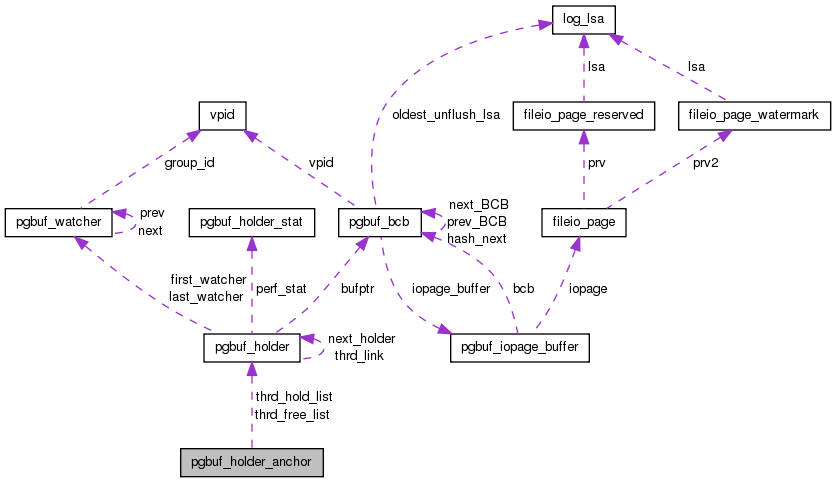 log_lsa
lsa
lsa
vpid
oldest_unflush_lsa
fileio_page_reserved
fileio_page_watermark
group_id
vpid
prv
prv2
pgbuf_watcher
prev
next
pgbuf_holder_stat
pgbuf_bcb
next_BCB
prev_BCB
hash_next
fileio_page
first_watcher
last_watcher
perf_stat
bufptr
iopage_buffer
bcb
iopage
pgbuf_holder
next_holder
thrd_link
pgbuf_iopage_buffer
thrd_hold_list
thrd_free_list
pgbuf_holder_anchor